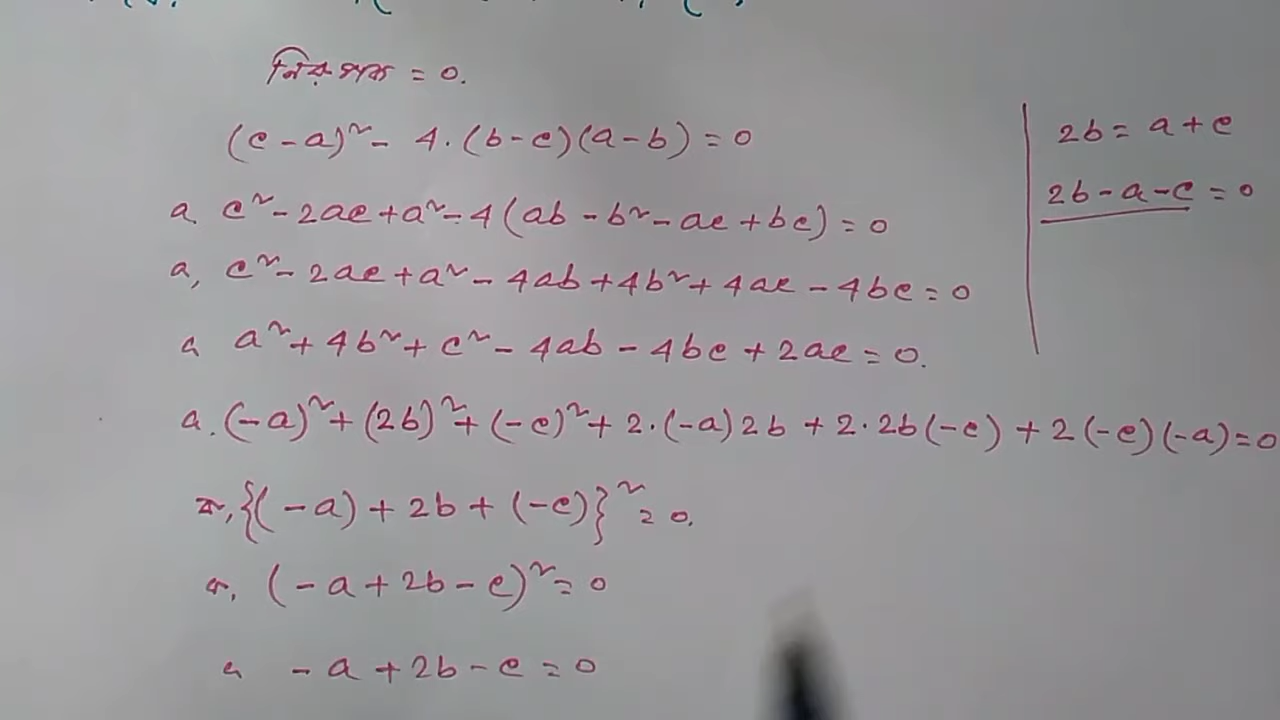 নিরূপক = 0.
(c-a)² - 4.(b-c)(a-b) = 0
2b = a+c
2b-a-c = 0
বা, c² - 2ac + a² - 4(ab - b² - ac + bc) = 0
বা, c² - 2ac + a² - 4ab + 4b² + 4ac - 4bc = 0
বা a² + 4b² + c² - 4ab - 4bc + 2ac = 0.
বা, (-a)² + (2b)² + (-c)² + 2.(-a)2b + 2.2b(-c) + 2(-c)(-a) = 0
বা, {(-a) + 2b + (-c)}² = 0.
বা, (-a + 2b - c)² = 0
বা -a + 2b - c = 0